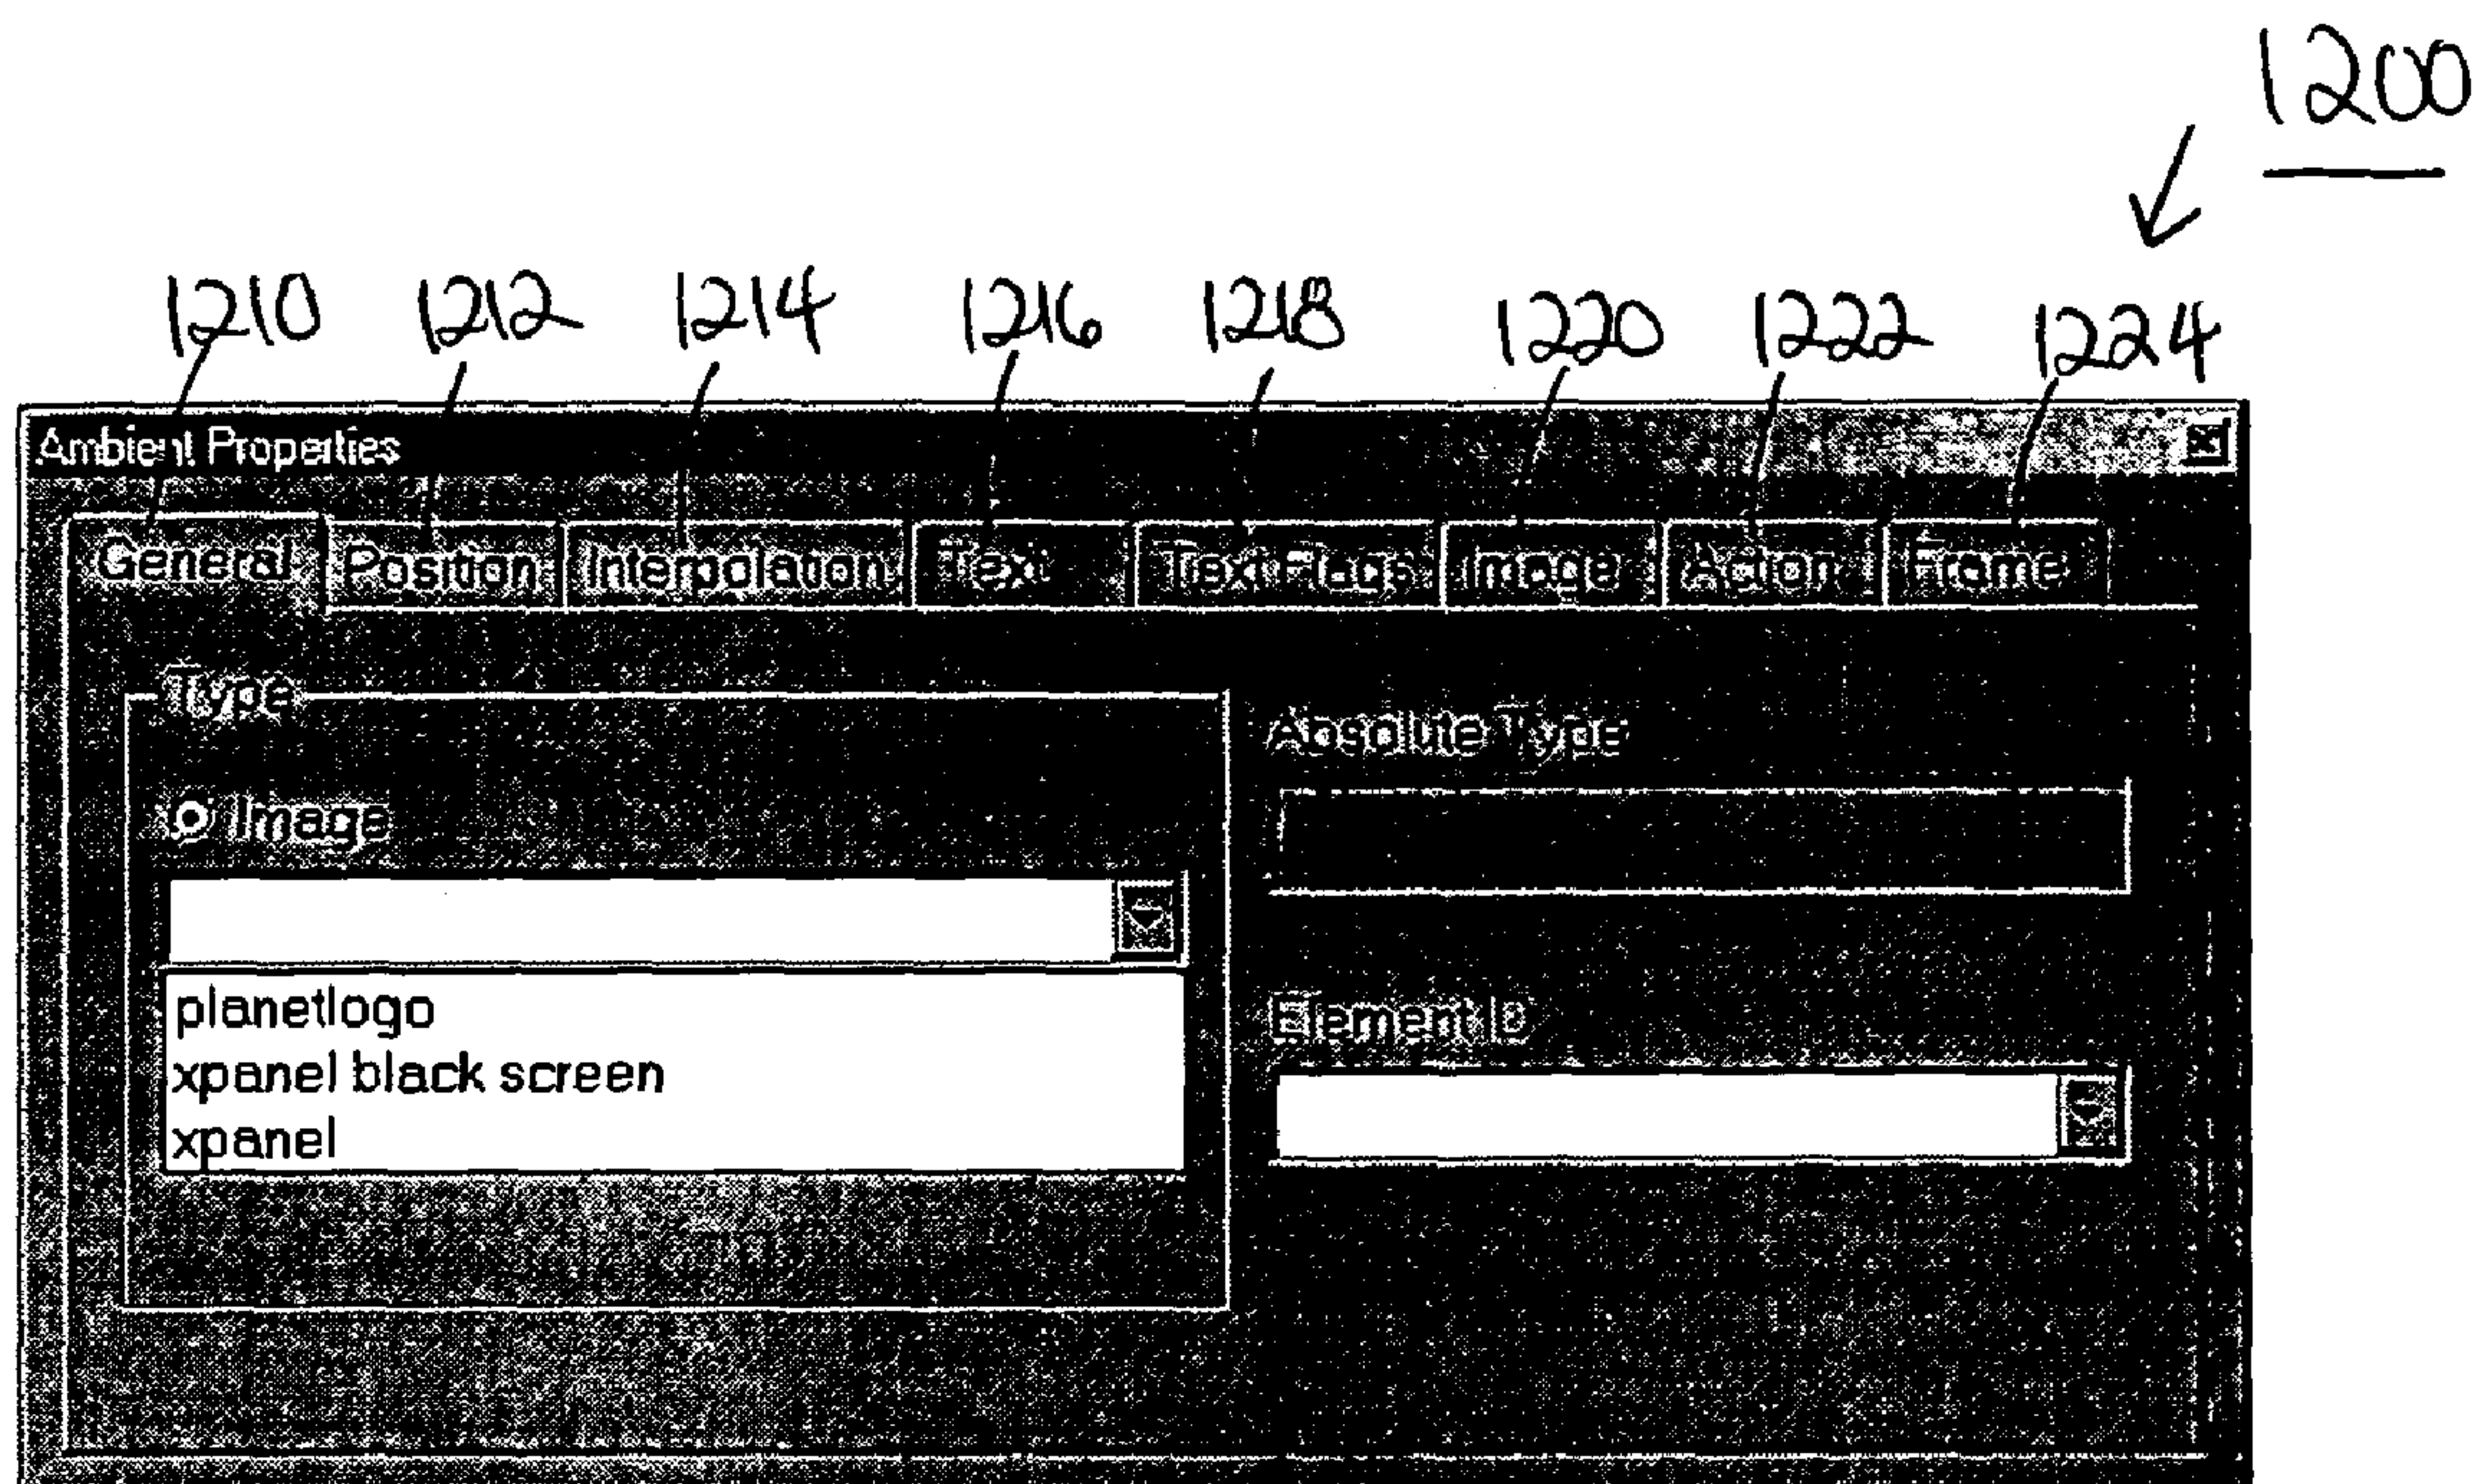 1200
1210 1212 1214 1216 1218 1220 1222 1224
Ambient Properties
General Position Interpolation Text Text Flags Image Action Frame
Type
Absolute Type
Image
planetlogo
Element ID
xpanel black screen
xpanel